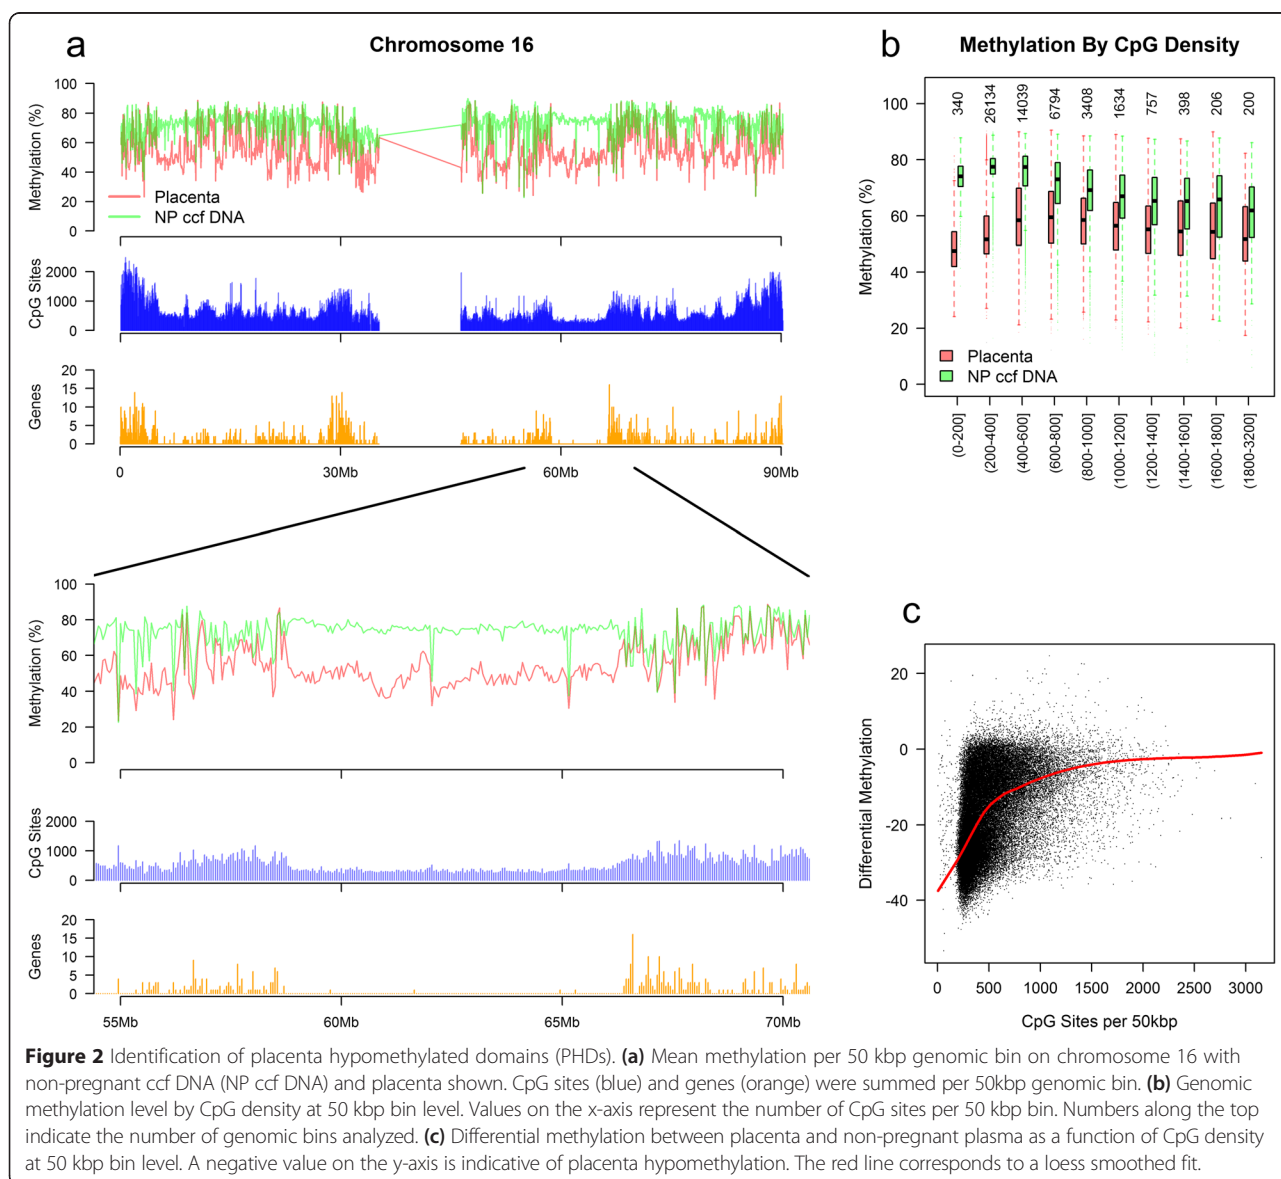 a
Chromosome 16
100
80
60
40
20
0
Methylation (%)
Placenta
NP ccf DNA
2000
1000
0
CpG Sites
20
15
10
5
0
Genes
0
30Mb
60Mb
90Mb
100
80
60
40
20
0
Methylation (%)
2000
1000
0
CpG Sites
20
15
10
5
0
Genes
55Mb
60Mb
65Mb
70Mb
b
Methylation By CpG Density
340
26134
14039
6794
3408
1634
757
398
206
200
100
80
60
40
20
0
Methylation (%)
Placenta
NP ccf DNA
(0-200]
(200-400]
(400-600]
(600-800]
(800-1000]
(1000-1200]
(1200-1400]
(1400-1600]
(1600-1800]
(1800-3200]
c
20
0
-20
-40
Differential Methylation
0
500
1000
1500
2000
2500
3000
CpG Sites per 50kbp
Figure 2 Identification of placenta hypomethylated domains (PHDs). (a) Mean methylation per 50 kbp genomic bin on chromosome 16 with
non-pregnant ccf DNA (NP ccf DNA) and placenta shown. CpG sites (blue) and genes (orange) were summed per 50kbp genomic bin. (b) Genomic
methylation level by CpG density at 50 kbp bin level. Values on the x-axis represent the number of CpG sites per 50 kbp bin. Numbers along the top
indicate the number of genomic bins analyzed. (c) Differential methylation between placenta and non-pregnant plasma as a function of CpG density
at 50 kbp bin level. A negative value on the y-axis is indicative of placenta hypomethylation. The red line corresponds to a loess smoothed fit.